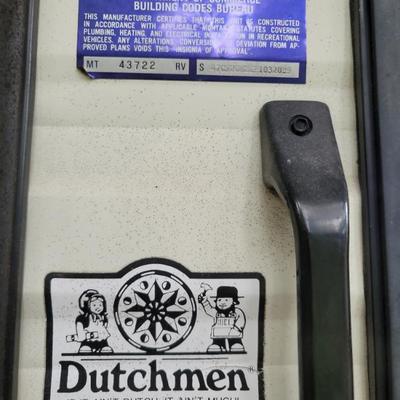 BUILDING CODES BUREAU
THIS MANUFACTURER CERTIFIES THAT THIS UNIT IS CONSTRUCTED
IN ACCORDANCE WITH APPLICABLE MONTANA STATUTES COVERING
PLUMBING, HEATING, AND ELECTRICAL INSTALLATION IN RECREATIONAL
VEHICLES. ANY ALTERATIONS, CONVERSIONS, DEVIATION FROM AP-
PROVED PLANS VOIDS THIS "INSIGNIA OF APPROVAL".
MT 43722 RV S
Dutchmen®